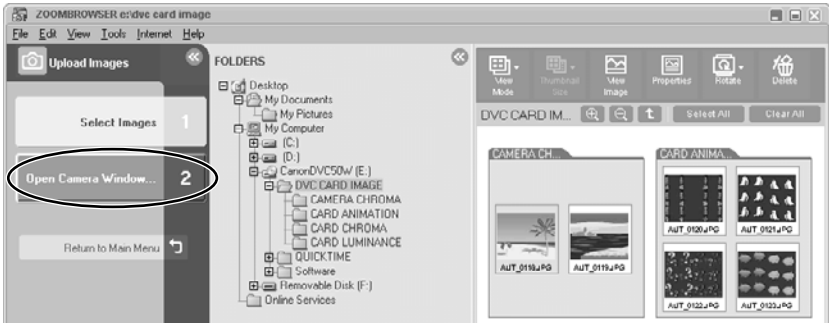 ZOOMBROWSER e:\dvc card image
File Edit View Tools Internet Help
Upload Images
Select Images 1
Open Camera Window... 2
Return to Main Menu
FOLDERS
Desktop
My Documents
My Pictures
My Computer
(C:)
(D:)
CanonDVC50W (E:)
DVC CARD IMAGE
CAMERA CHROMA
CARD ANIMATION
CARD CHROMA
CARD LUMINANCE
QUICKTIME
Software
Removable Disk (F:)
Online Services
View Mode
Thumbnail Size
View Image
Properties
Rotate
Delete
DVC CARD IM... Select All Clear All
CAMERA CH...
CARD ANIMA...
AUT_0118.JPG AUT_0119.JPG
AUT_0120.JPG AUT_0121.JPG
AUT_0122.JPG AUT_0123.JPG